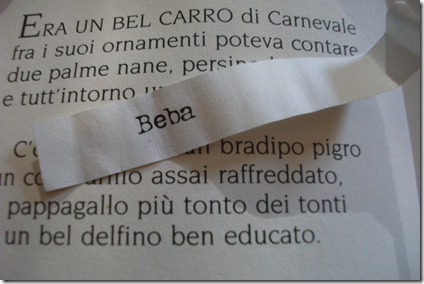 ERA UN BEL CARRO di Carnevale
fra i suoi ornamenti poteva contare
due palme nane,
e tutt'intorno
Beba
bradipo pigro
assai raffreddato,
pappagallo più tonto dei tonti
un bel delfino ben educato.